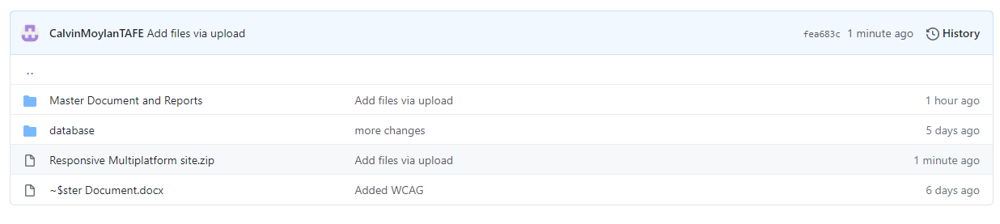 CalvinMoylanTAFE Add files via upload fea683c 1 minute ago History
..
Master Document and Reports Add files via upload 1 hour ago
database more changes 5 days ago
Responsive Multiplatform site.zip Add files via upload 1 minute ago
~$ster Document.docx Added WCAG 6 days ago